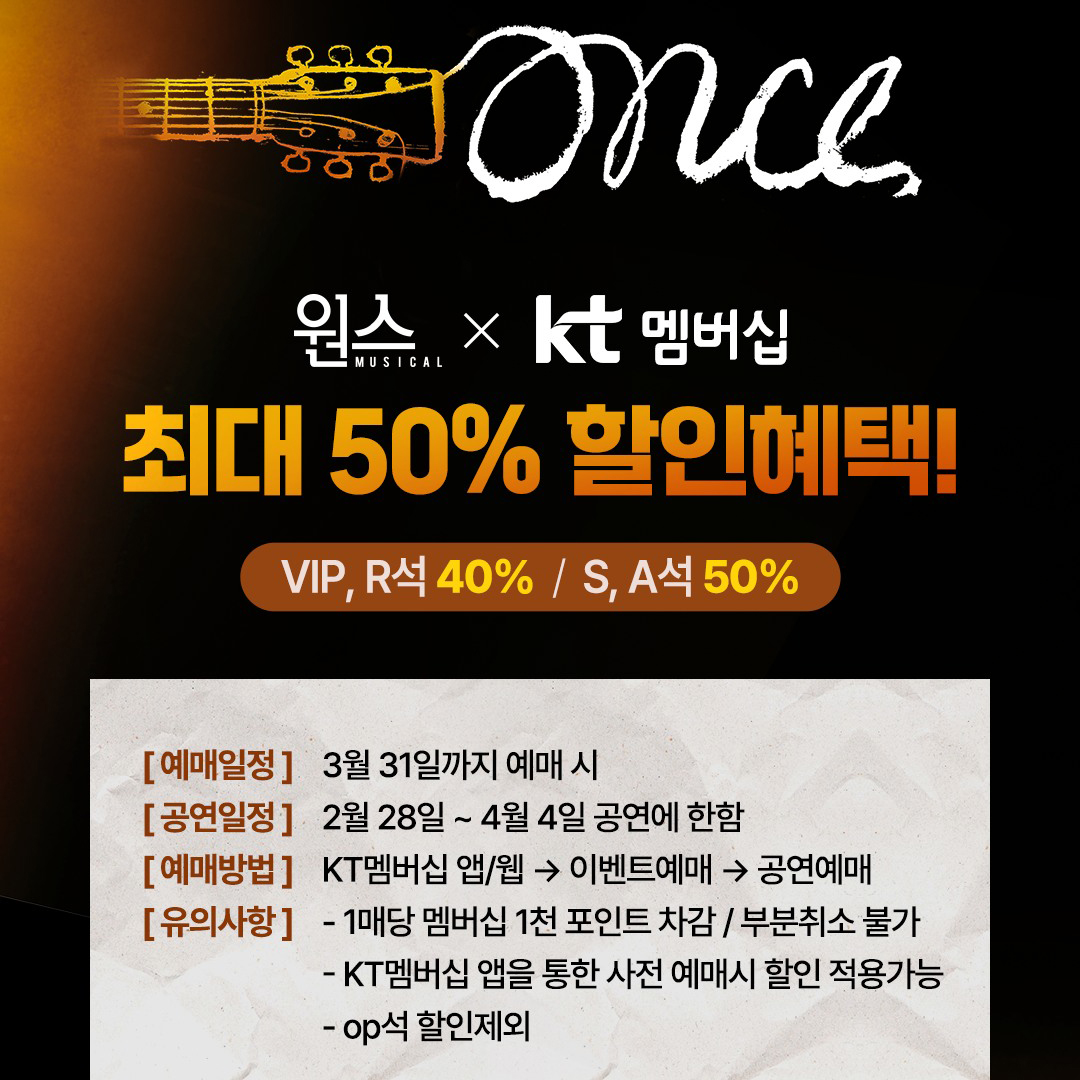 once
원스 MUSICAL × kt 멤버십
최대 50% 할인혜택!
VIP, R석 40% / S, A석 50%
[ 예매일정 ] 3월 31일까지 예매 시
[ 공연일정 ] 2월 28일 ~ 4월 4일 공연에 한함
[ 예매방법 ] KT멤버십 앱/웹 → 이벤트예매 → 공연예매
[ 유의사항 ] - 1매당 멤버십 1천 포인트 차감 / 부분취소 불가
- KT멤버십 앱을 통한 사전 예매시 할인 적용가능
- op석 할인제외